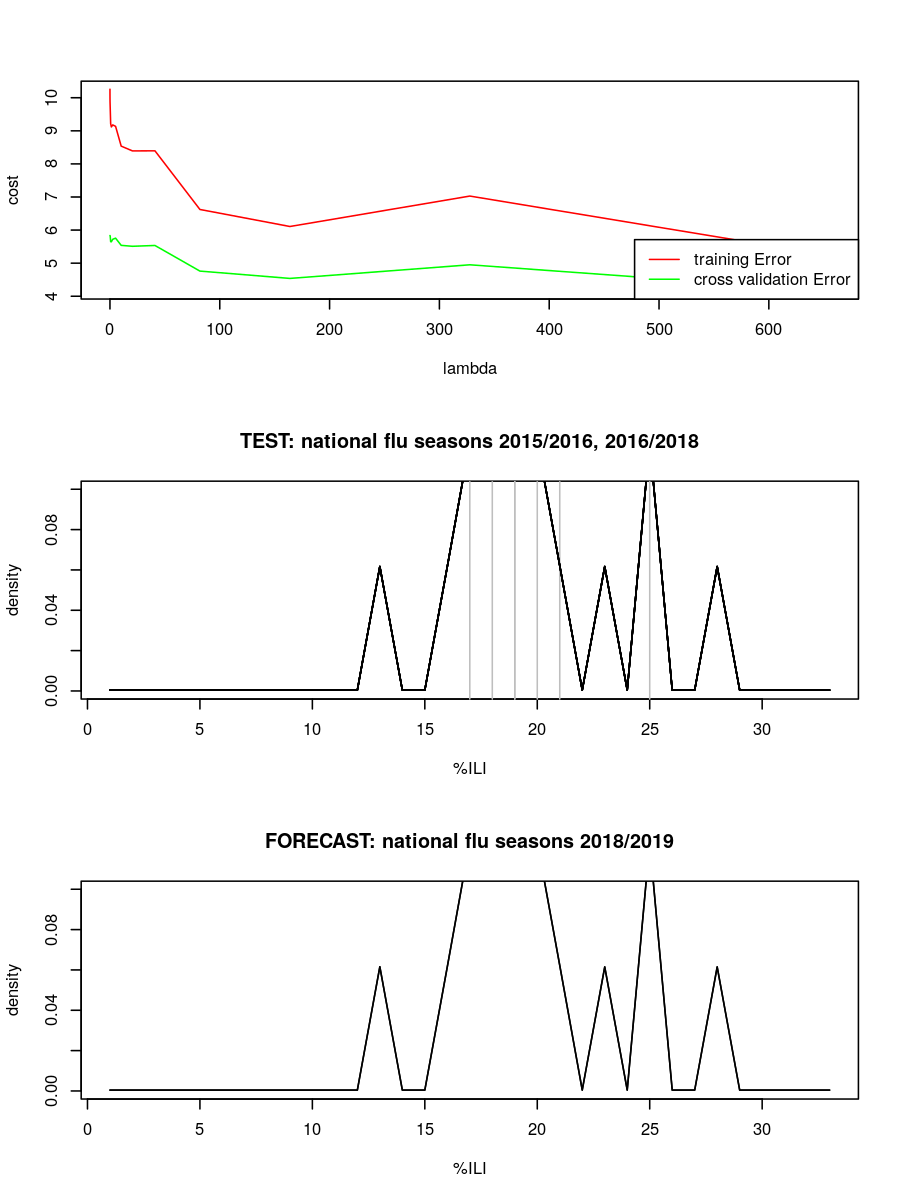 10
9
8
7
6
5
4
cost
training Error
cross validation Error
0 100 200 300 400 500 600
lambda
TEST: national flu seasons 2015/2016, 2016/2018
0.08
0.04
0.00
density
0 5 10 15 20 25 30
%ILI
FORECAST: national flu seasons 2018/2019
0.08
0.04
0.00
density
0 5 10 15 20 25 30
%ILI